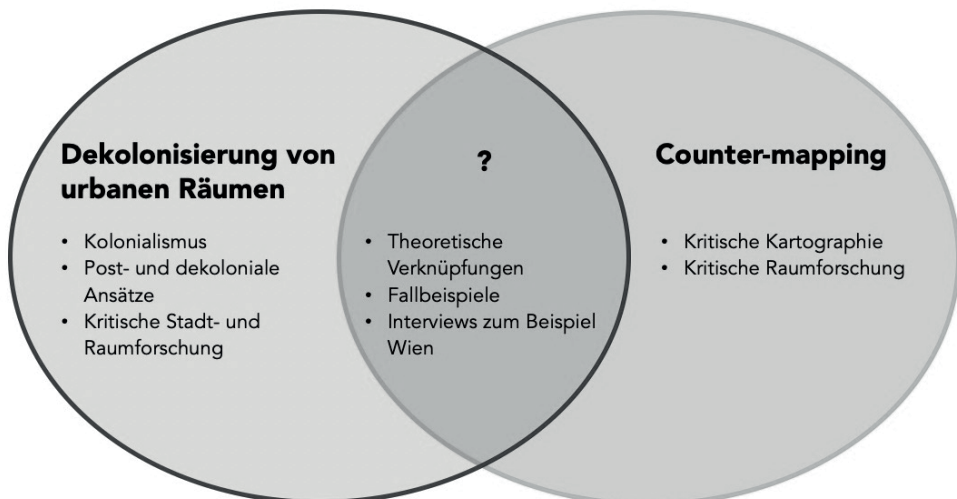 Dekolonisierung von
urbanen Räumen
• Kolonialismus
• Post- und dekoloniale
Ansätze
• Kritische Stadt- und
Raumforschung
?
• Theoretische
Verknüpfungen
• Fallbeispiele
• Interviews zum Beispiel
Wien
Counter-mapping
• Kritische Kartographie
• Kritische Raumforschung